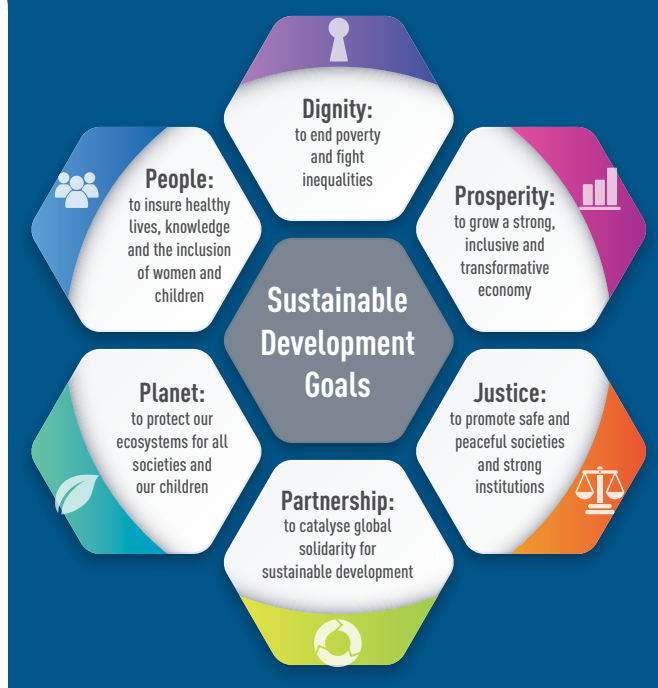 Dignity:
to end poverty
and fight
inequalities
People:
to insure healthy
lives, knowledge
and the inclusion
of women and
children
Prosperity:
to grow a strong,
inclusive and
transformative
economy
Sustainable
Development
Goals
Planet:
to protect our
ecosystems for all
societies and
our children
Justice:
to promote safe and
peaceful societies
and strong
institutions
Partnership:
to catalyse global
solidarity for
sustainable development